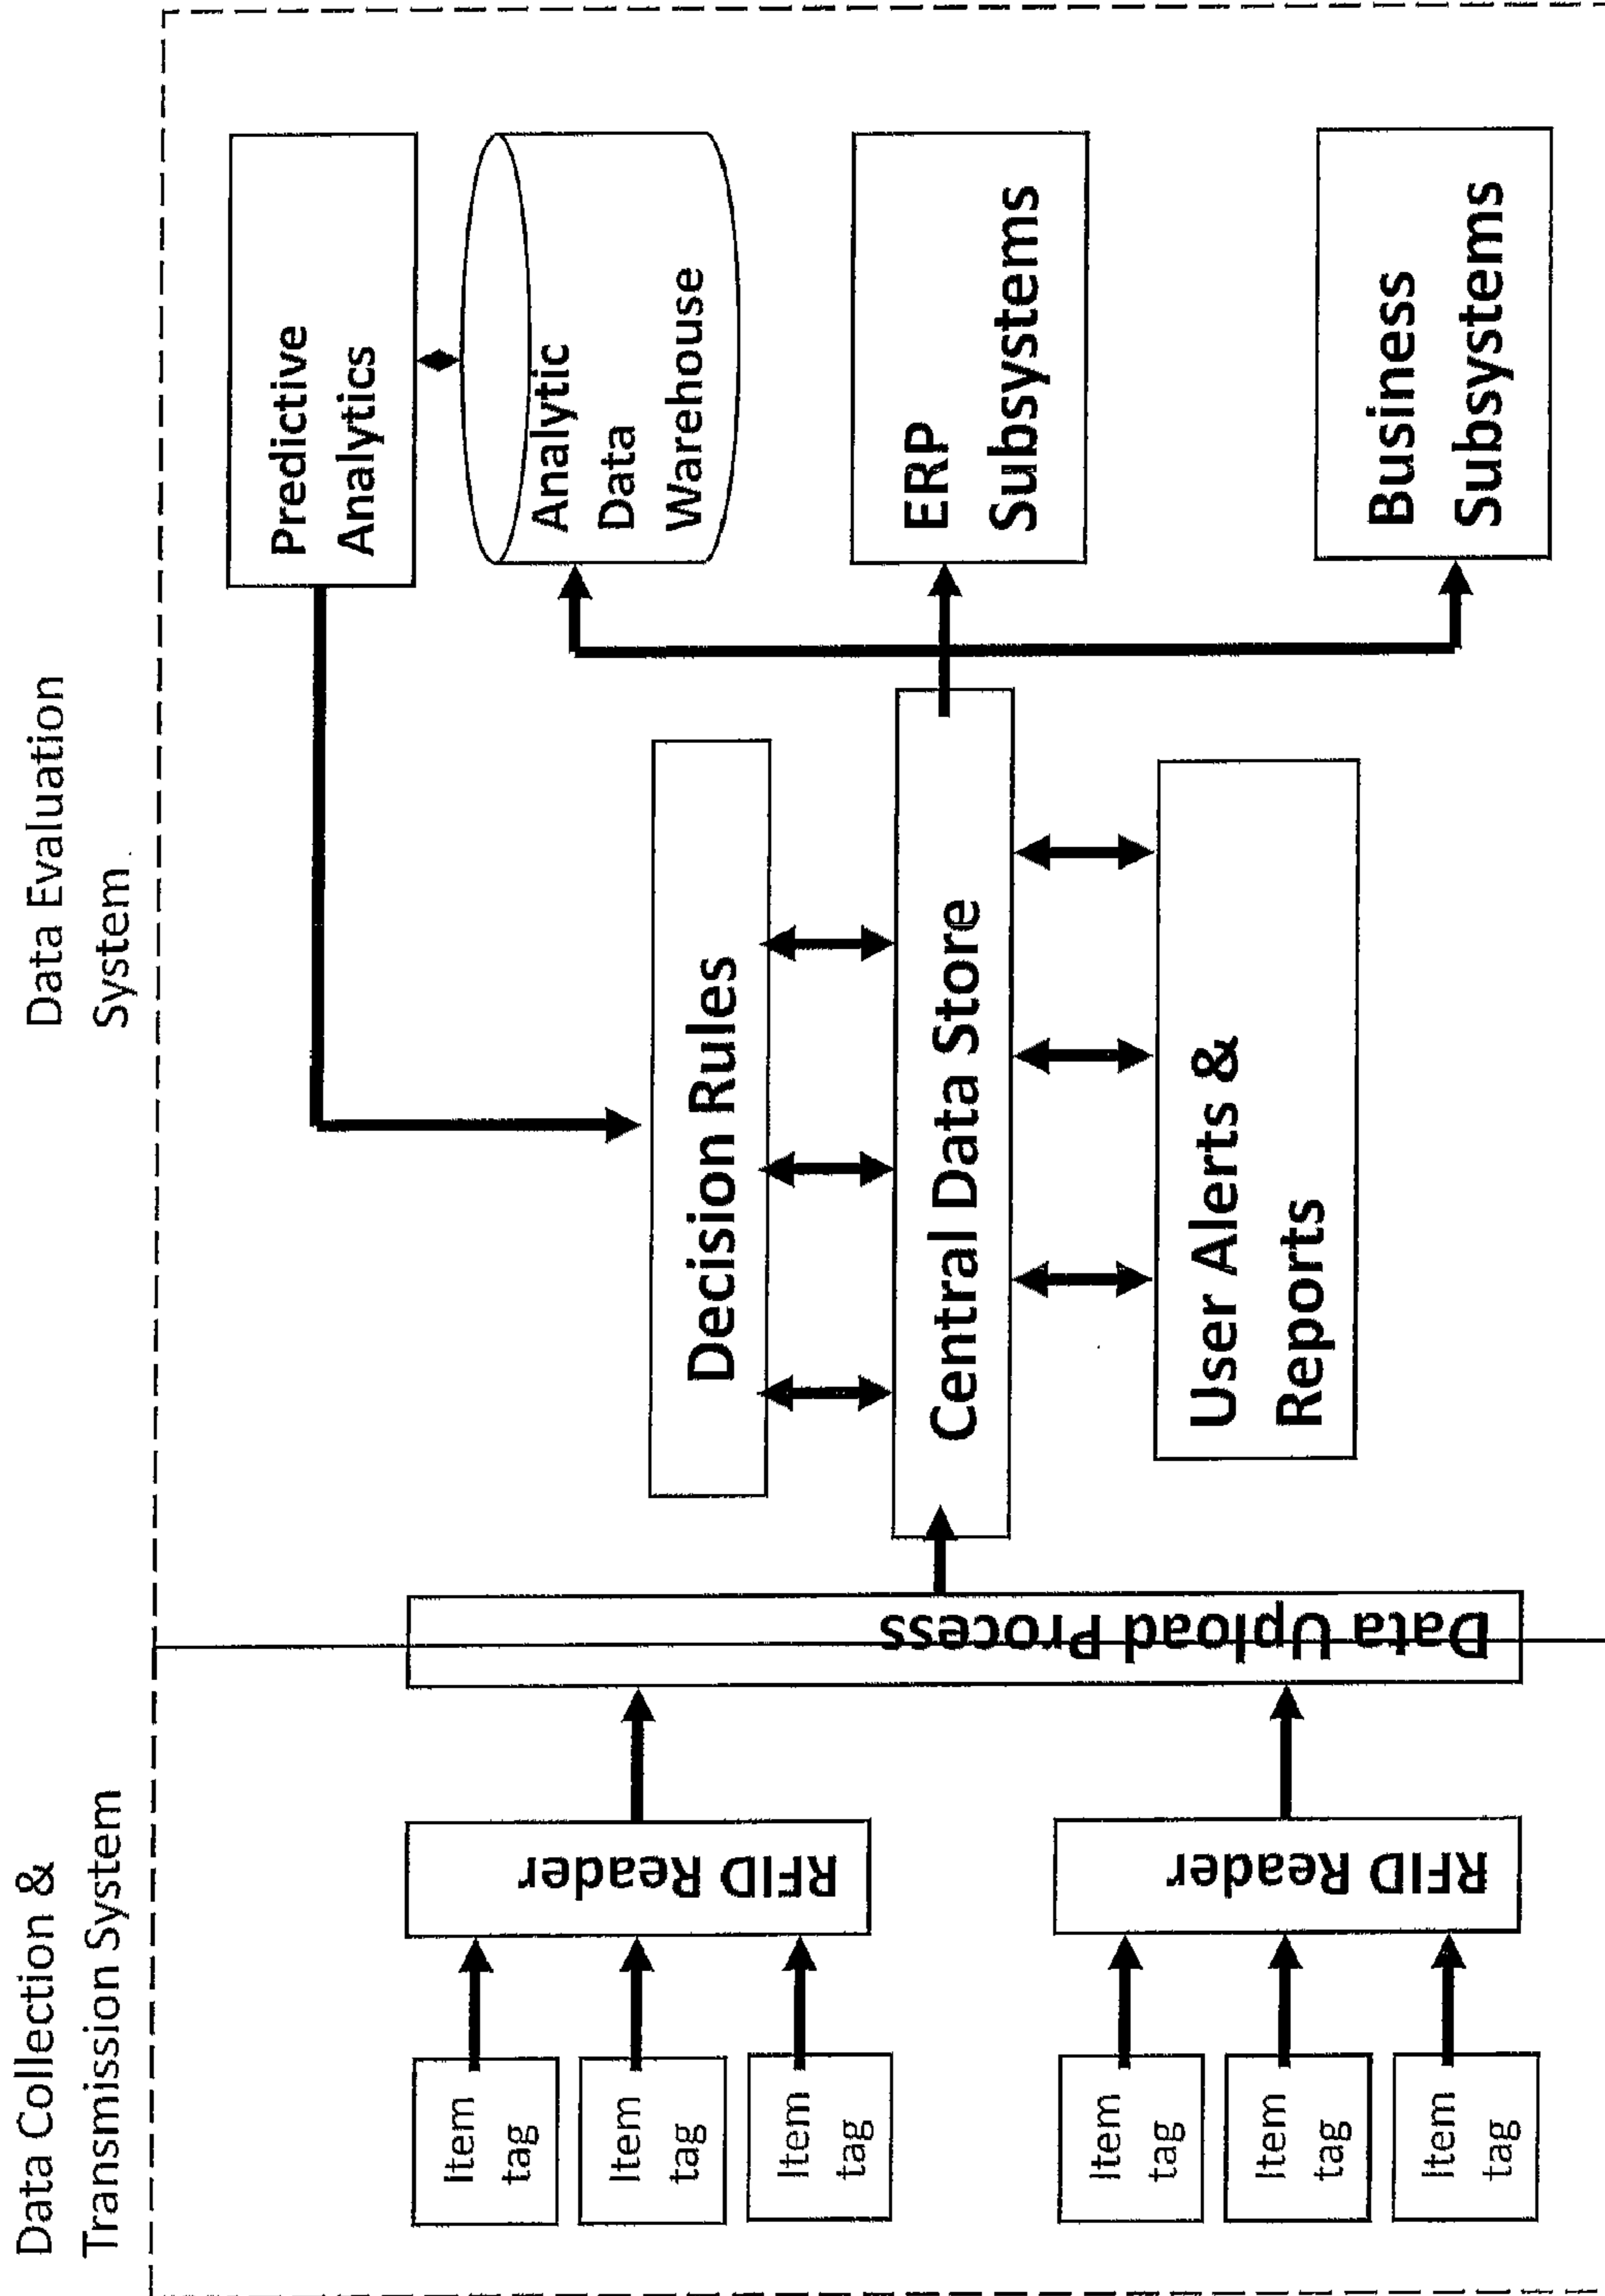 Data Collection &
Transmission System
Data Evaluation
System
Item
tag
Item
tag
Item
tag
Item
tag
Item
tag
Item
tag
RFID Reader
RFID Reader
Data Upload Process
Decision Rules
Central Data Store
User Alerts &
Reports
Predictive
Analytics
Analytic
Data
Warehouse
ERP
Subsystems
Business
Subsystems